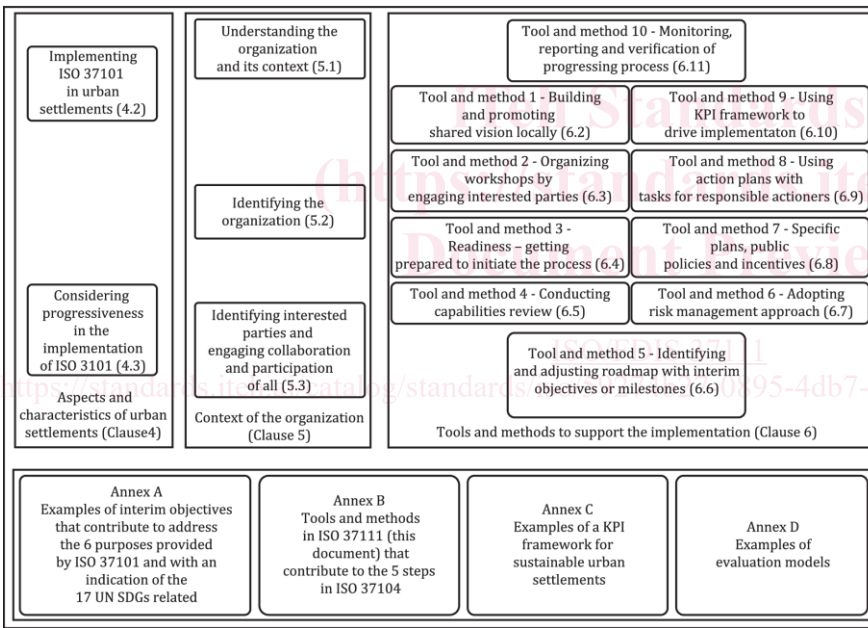 Implementing
ISO 37101
in urban
settlements (4.2)
Considering
progressiveness
in the
implementation
of ISO 3101 (4.3)
Aspects and
characteristics of urban
settlements (Clause4)
Understanding the
organization
and its context (5.1)
Identifying the
organization (5.2)
Identifying interested
parties and
engaging collaboration
and participation
of all (5.3)
Context of the organization
(Clause 5)
Tool and method 10 - Monitoring,
reporting and verification of
progressing process (6.11)
Tool and method 1 - Building
and promoting
shared vision locally (6.2)
Tool and method 9 - Using
KPI framework to
drive implementaton (6.10)
Tool and method 2 - Organizing
workshops by
engaging interested parties (6.3)
Tool and method 8 - Using
action plans with
tasks for responsible actioners (6.9)
Tool and method 3 -
Readiness – getting
prepared to initiate the process (6.4)
Tool and method 7 - Specific
plans, public
policies and incentives (6.8)
Tool and method 4 - Conducting
capabilities review (6.5)
Tool and method 6 - Adopting
risk management approach (6.7)
Tool and method 5 - Identifying
and adjusting roadmap with interim
objectives or milestones (6.6)
Tools and methods to support the implementation (Clause 6)
Annex A
Examples of interim objectives
that contribute to address
the 6 purposes provided
by ISO 37101 and with an
indication of the
17 UN SDGs related
Annex B
Tools and methods
in ISO 37111 (this
document) that
contribute to the 5 steps
in ISO 37104
Annex C
Examples of a KPI
framework for
sustainable urban
settlements
Annex D
Examples of
evaluation models
iTeh Standards
(https://standards.ite
Document Previe
ISO/FDIS 37111